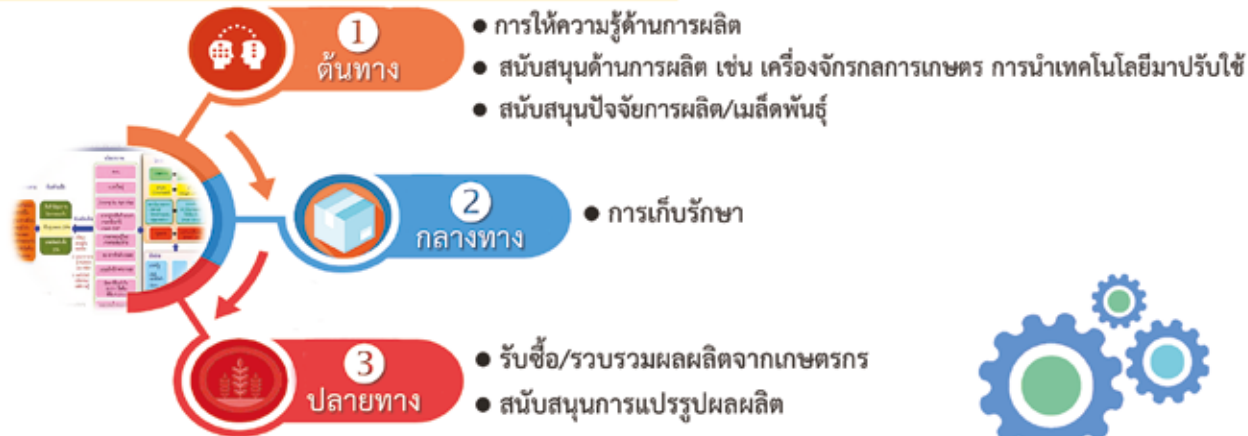 1
ต้นทาง
● การให้ความรู้ด้านการผลิต
● สนับสนุนด้านการผลิต เช่น เครื่องจักรกลการเกษตร การนำเทคโนโลยีมาปรับใช้
● สนับสนุนปัจจัยการผลิต/เมล็ดพันธุ์
2
กลางทาง
● การเก็บรักษา
3
ปลายทาง
● รับซื้อ/รวบรวมผลผลิตจากเกษตรกร
● สนับสนุนการแปรรูปผลผลิต